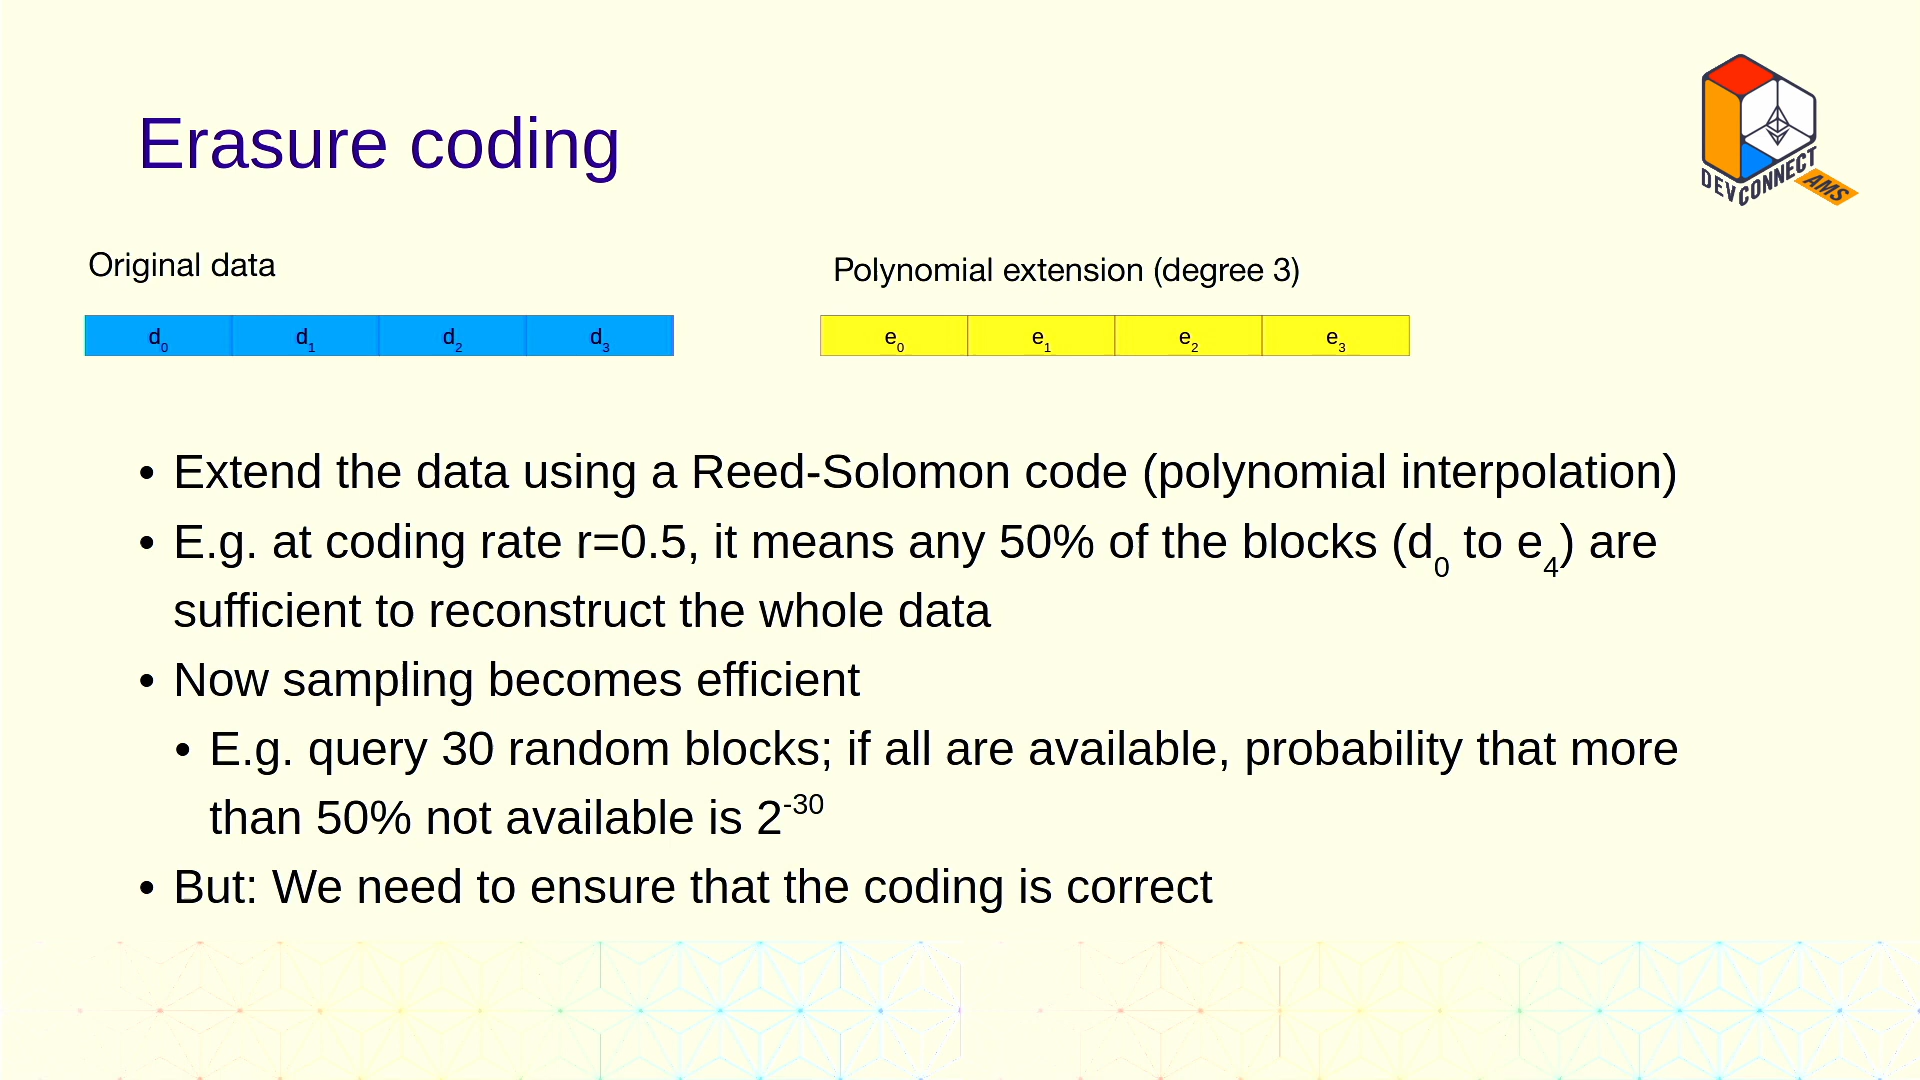 Erasure coding
DEVCONNECT
AMS
Original data
Polynomial extension (degree 3)
d0 d1 d2 d3
e0 e1 e2 e3
• Extend the data using a Reed-Solomon code (polynomial interpolation)
• E.g. at coding rate r=0.5, it means any 50% of the blocks (d0 to e4) are
sufficient to reconstruct the whole data
• Now sampling becomes efficient
• E.g. query 30 random blocks; if all are available, probability that more
than 50% not available is 2-30
• But: We need to ensure that the coding is correct